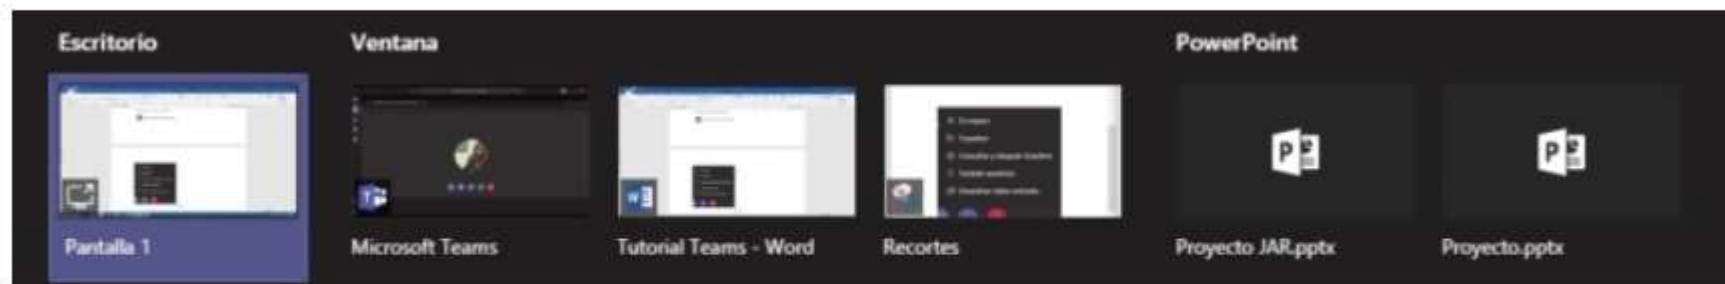 Escritorio
Ventana
PowerPoint
Pantalla 1
Microsoft Teams
Tutorial Teams - Word
Recortes
Proyecto JAR.pptx
Proyecto.pptx